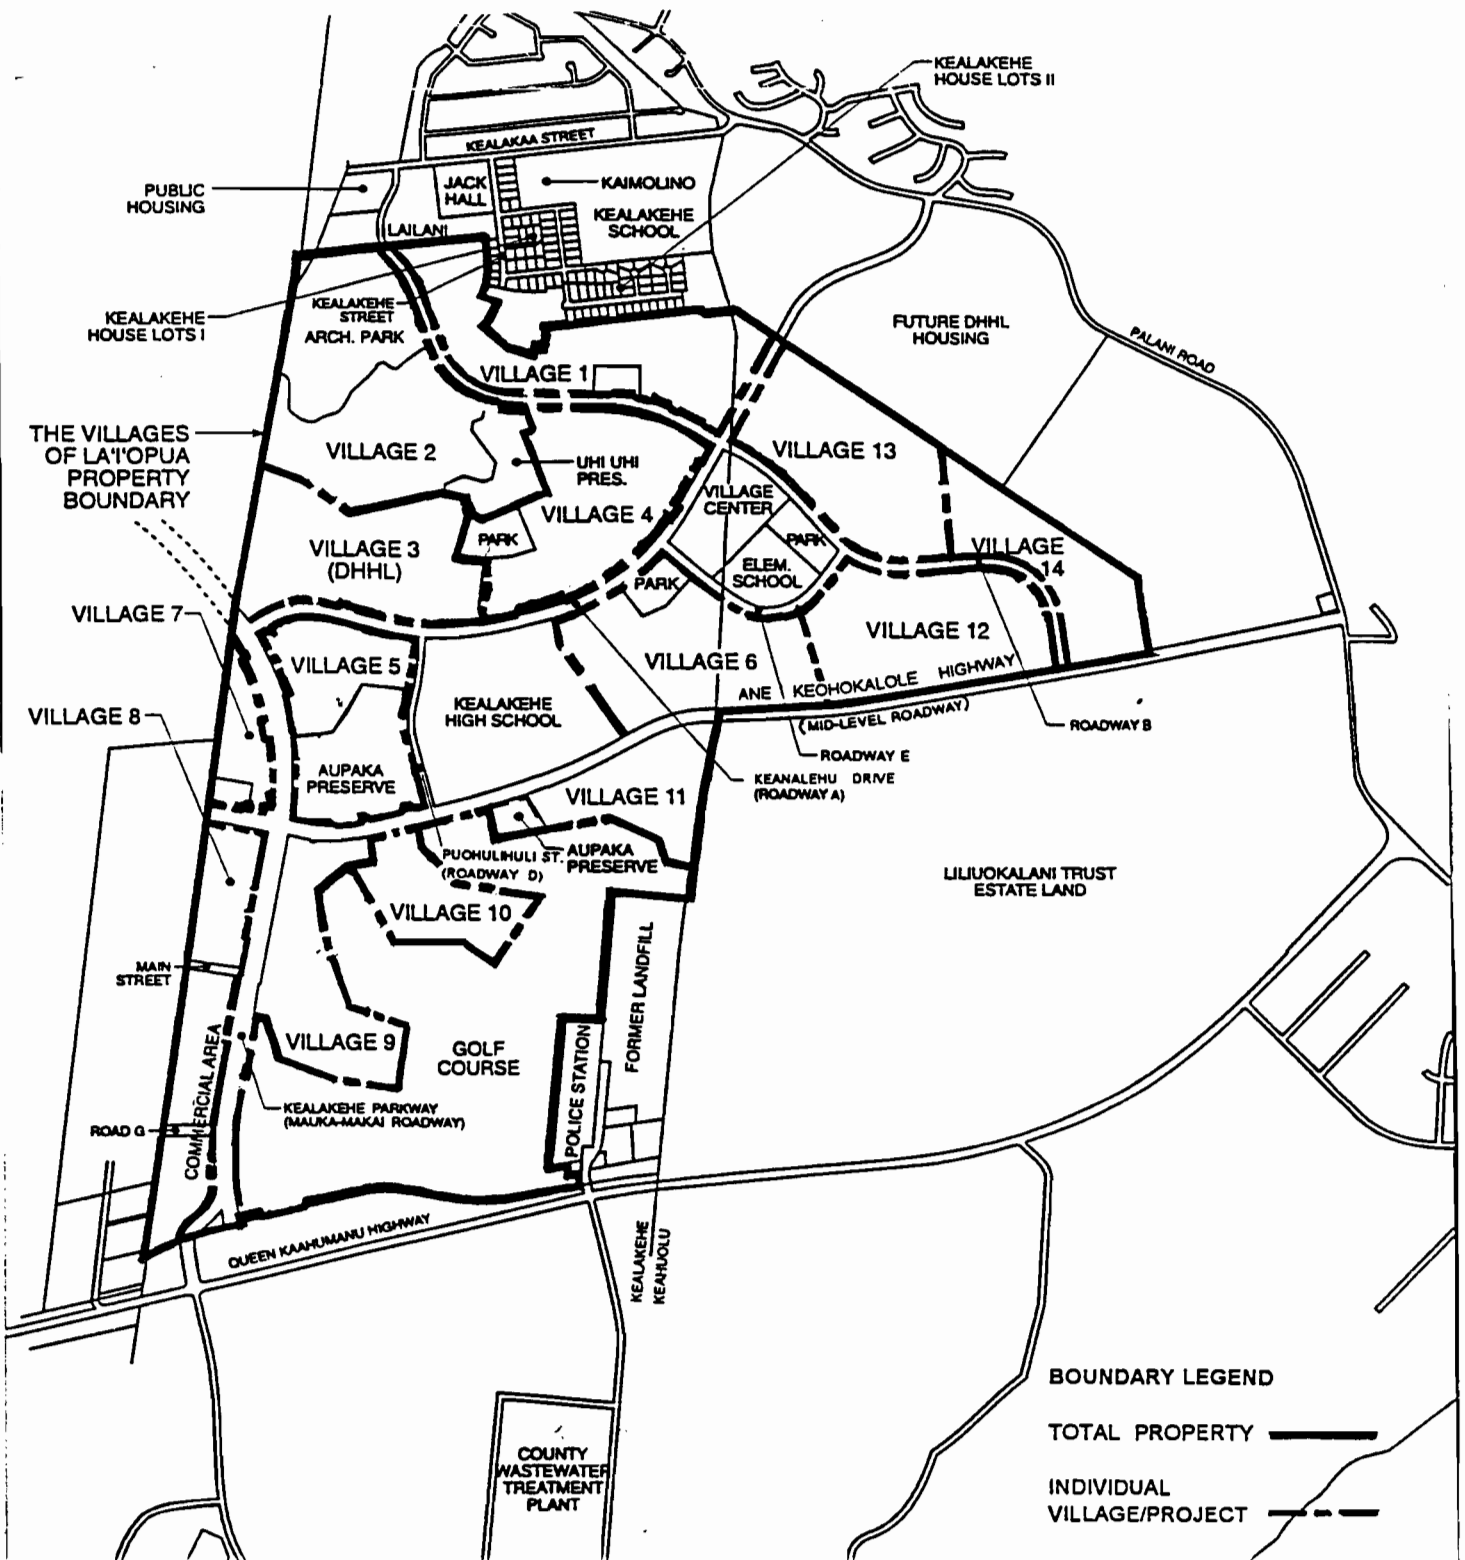 KEALAKEHE
HOUSE LOTS II
KEALAKAA STREET
PUBLIC
HOUSING
JACK
HALL
KAIMOLINO
KEALAKEHE
SCHOOL
LAILANI
KEALAKEHE
STREET
KEALAKEHE
HOUSE LOTS I
ARCH. PARK
FUTURE DHHL
HOUSING
PALANI ROAD
VILLAGE 1
THE VILLAGES
OF LA'I'OPUA
PROPERTY
BOUNDARY
VILLAGE 2
UHI UHI
PRES.
VILLAGE 13
VILLAGE
CENTER
VILLAGE 4
PARK
PARK
VILLAGE 3
(DHHL)
ELEM.
SCHOOL
VILLAGE
14
PARK
VILLAGE 7
VILLAGE 12
VILLAGE 5
VILLAGE 6
ANE KEOHOKALOLE HIGHWAY
(MID-LEVEL ROADWAY)
KEALAKEHE
HIGH SCHOOL
VILLAGE 8
ROADWAY B
ROADWAY E
KEANALEHU DRIVE
(ROADWAY A)
AUPAKA
PRESERVE
VILLAGE 11
PUOHULIHULI ST.
(ROADWAY D)
AUPAKA
PRESERVE
LILIUOKALANI TRUST
ESTATE LAND
VILLAGE 10
MAIN
STREET
FORMER LANDFILL
VILLAGE 9
GOLF
COURSE
POLICE STATION
COMMERCIAL AREA
KEALAKEHE PARKWAY
(MAUKA-MAKAI ROADWAY)
ROAD G
QUEEN KAAHUMANU HIGHWAY
KEALAKEHE
KEAHUOLU
BOUNDARY LEGEND
TOTAL PROPERTY
INDIVIDUAL
VILLAGE/PROJECT
COUNTY
WASTEWATER
TREATMENT
PLANT